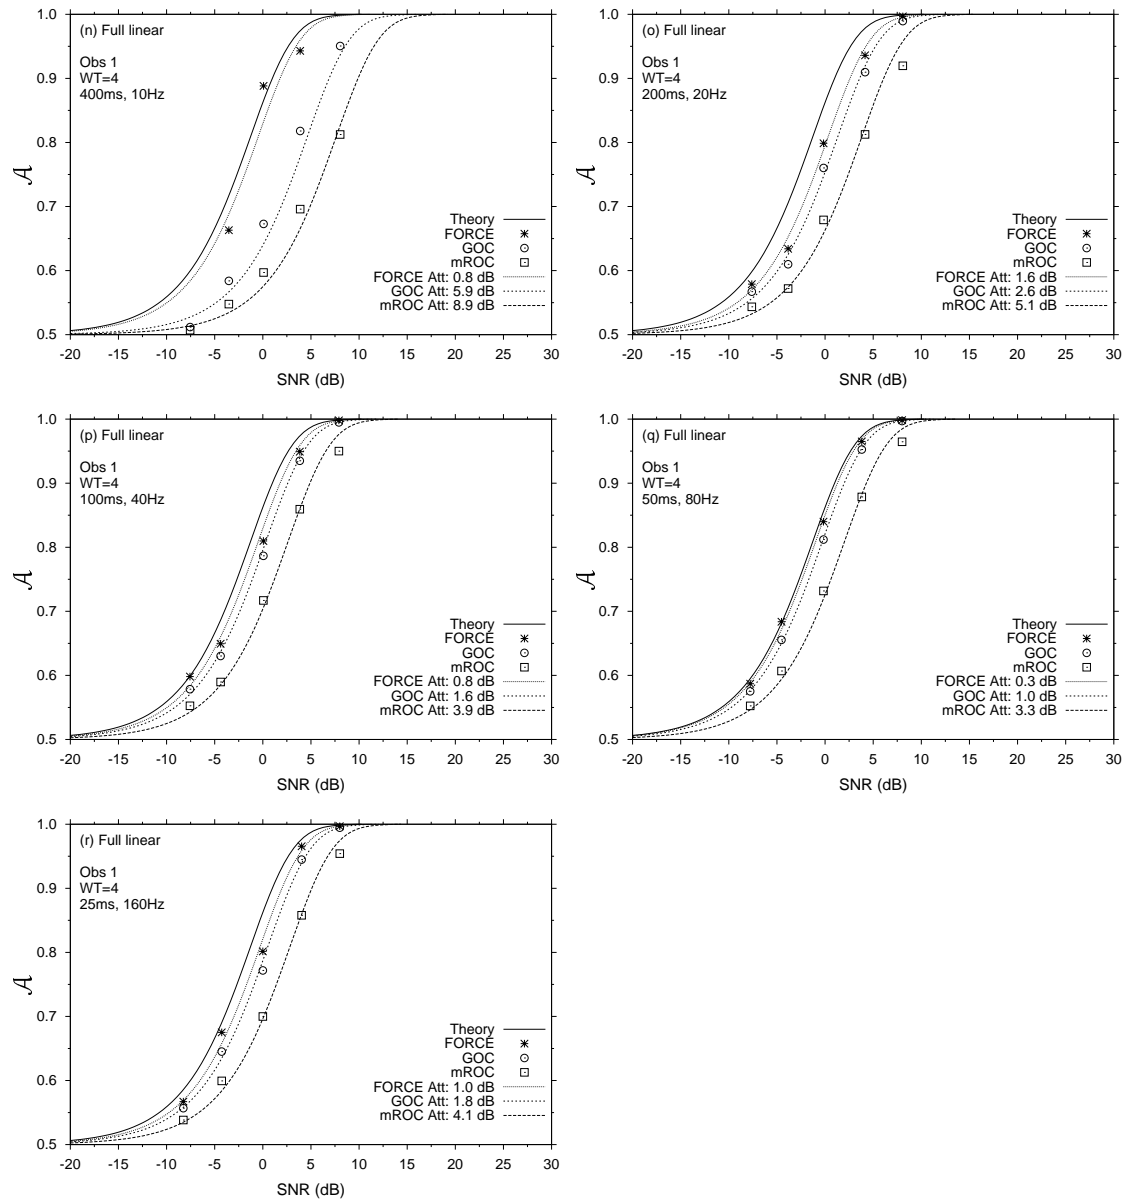 (n) Full linear
Obs 1
WT=4
400ms, 10Hz
1.0
0.9
0.8
0.7
0.6
0.5
𝒜
Theory
FORCE
GOC
mROC
FORCE Att: 0.8 dB
GOC Att: 5.9 dB
mROC Att: 8.9 dB
-20 -15 -10 -5 0 5 10 15 20 25 30
SNR (dB)
(o) Full linear
Obs 1
WT=4
200ms, 20Hz
1.0
0.9
0.8
0.7
0.6
0.5
𝒜
Theory
FORCE
GOC
mROC
FORCE Att: 1.6 dB
GOC Att: 2.6 dB
mROC Att: 5.1 dB
-20 -15 -10 -5 0 5 10 15 20 25 30
SNR (dB)
(p) Full linear
Obs 1
WT=4
100ms, 40Hz
1.0
0.9
0.8
0.7
0.6
0.5
𝒜
Theory
FORCE
GOC
mROC
FORCE Att: 0.8 dB
GOC Att: 1.6 dB
mROC Att: 3.9 dB
-20 -15 -10 -5 0 5 10 15 20 25 30
SNR (dB)
(q) Full linear
Obs 1
WT=4
50ms, 80Hz
1.0
0.9
0.8
0.7
0.6
0.5
𝒜
Theory
FORCE
GOC
mROC
FORCE Att: 0.3 dB
GOC Att: 1.0 dB
mROC Att: 3.3 dB
-20 -15 -10 -5 0 5 10 15 20 25 30
SNR (dB)
(r) Full linear
Obs 1
WT=4
25ms, 160Hz
1.0
0.9
0.8
0.7
0.6
0.5
𝒜
Theory
FORCE
GOC
mROC
FORCE Att: 1.0 dB
GOC Att: 1.8 dB
mROC Att: 4.1 dB
-20 -15 -10 -5 0 5 10 15 20 25 30
SNR (dB)